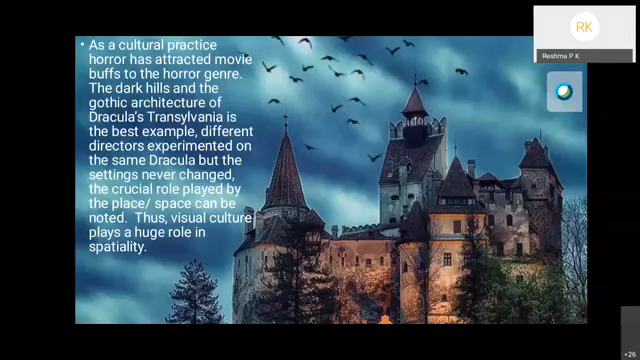 • As a cultural practice
horror has attracted movie
buffs to the horror genre.
The dark hills and the
gothic architecture of
Dracula's Transylvania is
the best example, different
directors experimented on
the same Dracula but the
settings never changed,
the crucial role played by
the place/ space can be
noted. Thus, visual culture
plays a huge role in
spatiality.
RK
Reshma P K
+26